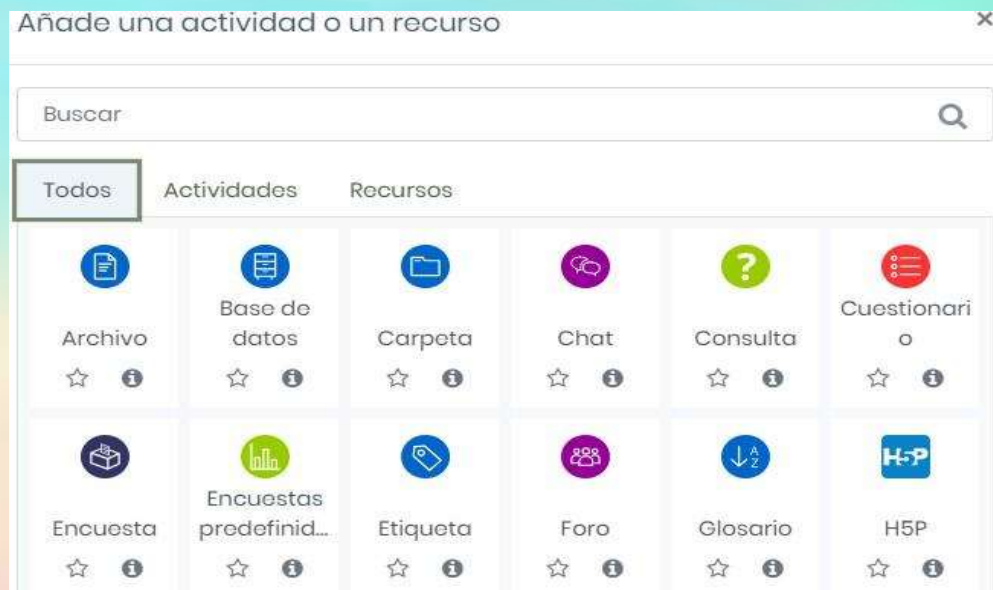 Añade una actividad o un recurso ×
Buscar
Todos Actividades Recursos
Archivo
Base de
datos
Carpeta
Chat
Consulta
Cuestionari
o
Encuesta
Encuestas
predefinid...
Etiqueta
Foro
Glosario
H5P
H5P